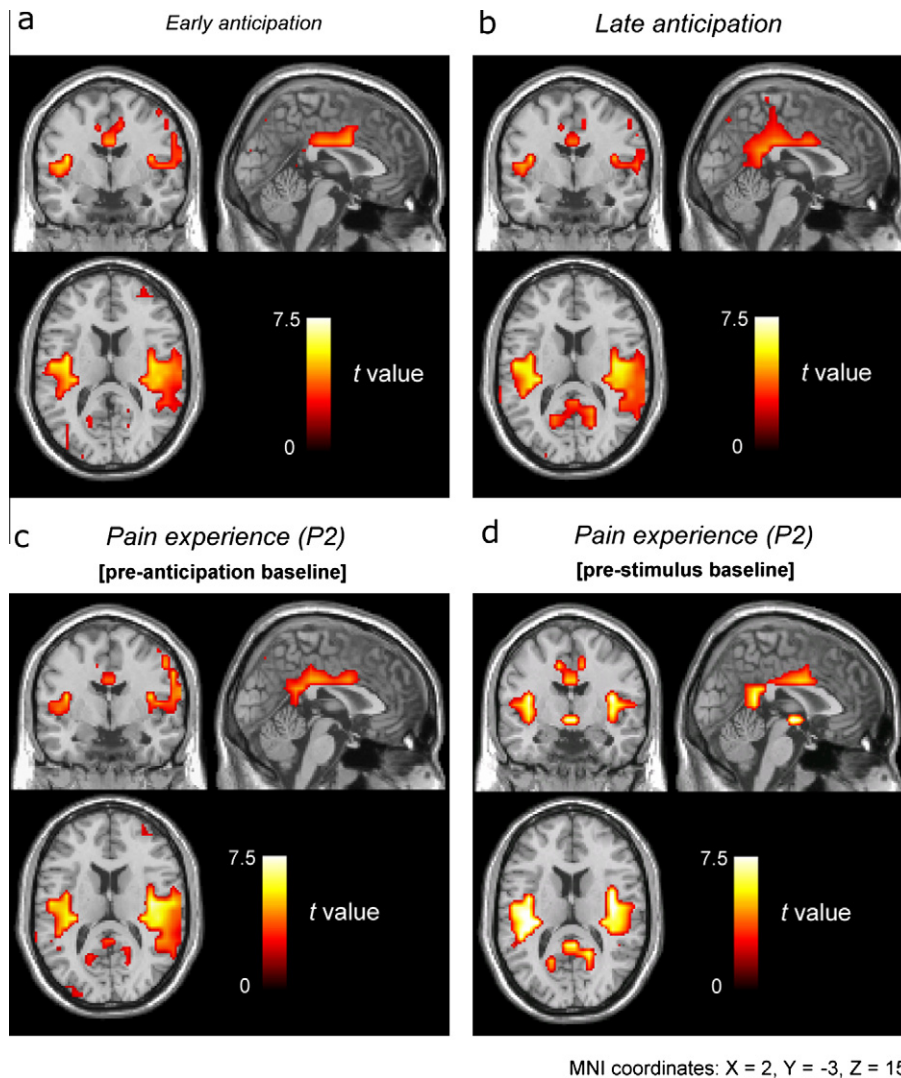 a
Early anticipation
b
Late anticipation
7.5
t value
0
7.5
t value
0
c
Pain experience (P2)
[pre-anticipation baseline]
d
Pain experience (P2)
[pre-stimulus baseline]
7.5
t value
0
7.5
t value
0
MNI coordinates: X = 2, Y = -3, Z = 15